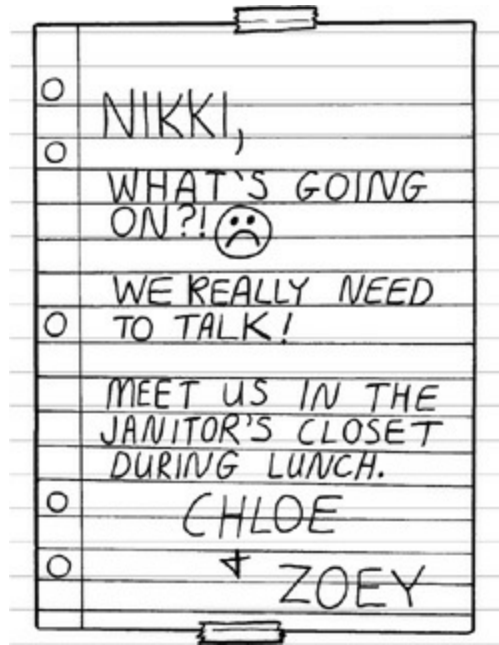 NIKKI,
WHAT'S GOING
ON?!
WE REALLY NEED
TO TALK!
MEET US IN THE
JANITOR'S CLOSET
DURING LUNCH.
CHLOE
+
ZOEY